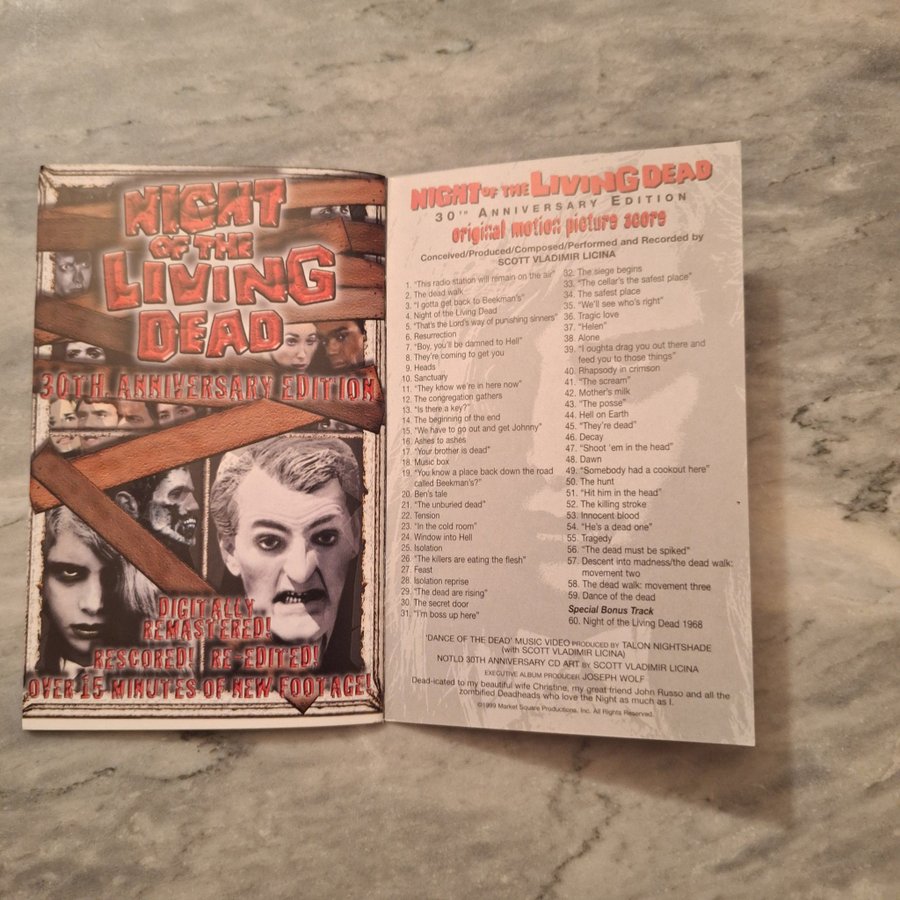 NIGHT
OF THE
LIVING
DEAD
30TH ANNIVERSARY EDITION
DIGITALLY
REMASTERED!
RESCORED! RE-EDITED!
OVER 15 MINUTES OF NEW FOOTAGE!
NIGHT OF THE LIVING DEAD
30TH ANNIVERSARY EDITION
original motion picture score
Conceived/Produced/Composed/Performed and Recorded by
SCOTT VLADIMIR LICINA
1. "This radio station will remain on the air"
2. The dead walk
3. "I gotta get back to Beekman's"
4. Night of the Living Dead
5. "That's the Lord's way of punishing sinners"
6. Resurrection
7. "Boy, you'll be damned to Hell"
8. They're coming to get you
9. Heads
10. Sanctuary
11. "They know we're in here now"
12. The congregation gathers
13. "Is there a key?"
14. The beginning of the end
15. "We have to go out and get Johnny"
16. Ashes to ashes
17. "Your brother is dead"
18. Music box
19. "You know a place back down the road
called Beekman's?"
20. Ben's tale
21. "The unburied dead"
22. Tension
23. "In the cold room"
24. Window into Hell
25. Isolation
26. "The killers are eating the flesh"
27. Feast
28. Isolation reprise
29. "The dead are rising"
30. The secret door
31. "I'm boss up here"
32. The siege begins
33. "The cellar's the safest place"
34. The safest place
35. "We'll see who's right"
36. Tragic love
37. "Helen"
38. Alone
39. "I oughta drag you out there and
feed you to those things"
40. Rhapsody in crimson
41. "The scream"
42. Mother's milk
43. "The posse"
44. Hell on Earth
45. "They're dead"
46. Decay
47. "Shoot 'em in the head"
48. Dawn
49. "Somebody had a cookout here"
50. The hunt
51. "Hit him in the head"
52. The killing stroke
53. Innocent blood
54. "He's a dead one"
55. Tragedy
56. "The dead must be spiked"
57. Descent into madness/the dead walk:
movement two
58. The dead walk: movement three
59. Dance of the dead
Special Bonus Track
60. Night of the Living Dead 1968
'DANCE OF THE DEAD' MUSIC VIDEO PRODUCED BY TALON NIGHTSHADE
(with SCOTT VLADIMIR LICINA)
NOTLD 30TH ANNIVERSARY CD ART BY SCOTT VLADIMIR LICINA
EXECUTIVE ALBUM PRODUCER JOSEPH WOLF
Dead-icated to my beautiful wife Christine, my great friend John Russo and all the
zombified Deadheads who love the Night as much as I.
©1999 Market Square Productions, Inc. All Rights Reserved.